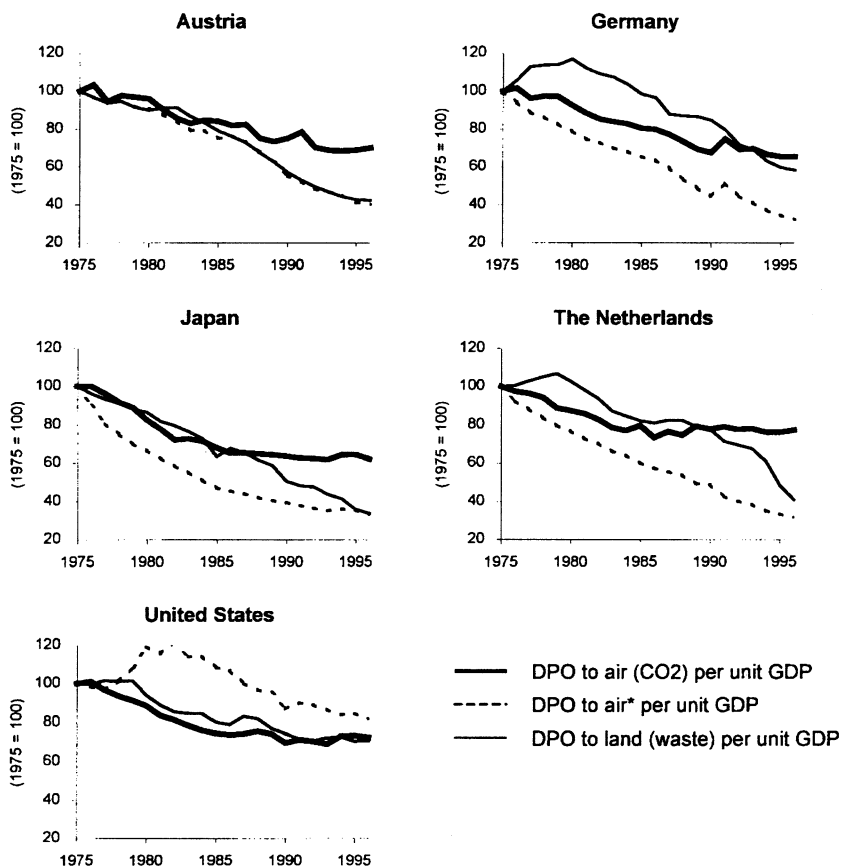 Austria
120
100
80
60
40
20
(1975 = 100)
1975 1980 1985 1990 1995
Germany
120
100
80
60
40
20
(1975 = 100)
1975 1980 1985 1990 1995
Japan
120
100
80
60
40
20
(1975 = 100)
1975 1980 1985 1990 1995
The Netherlands
120
100
80
60
40
20
(1975 = 100)
1975 1980 1985 1990 1995
United States
120
100
80
60
40
20
(1975 = 100)
1975 1980 1985 1990 1995
DPO to air (CO2) per unit GDP
DPO to air* per unit GDP
DPO to land (waste) per unit GDP